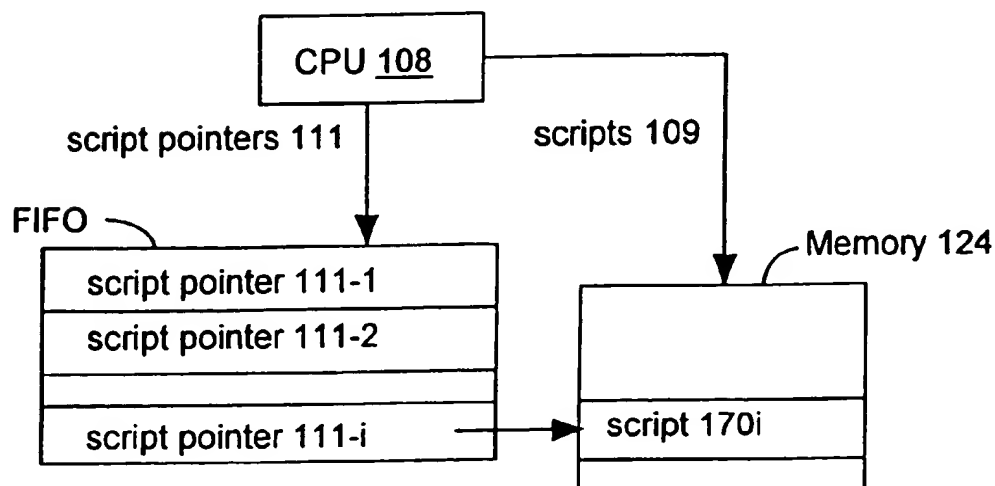 CPU 108
script pointers 111
scripts 109
FIFO
Memory 124
script pointer 111-1
script pointer 111-2
script pointer 111-i
script 170i